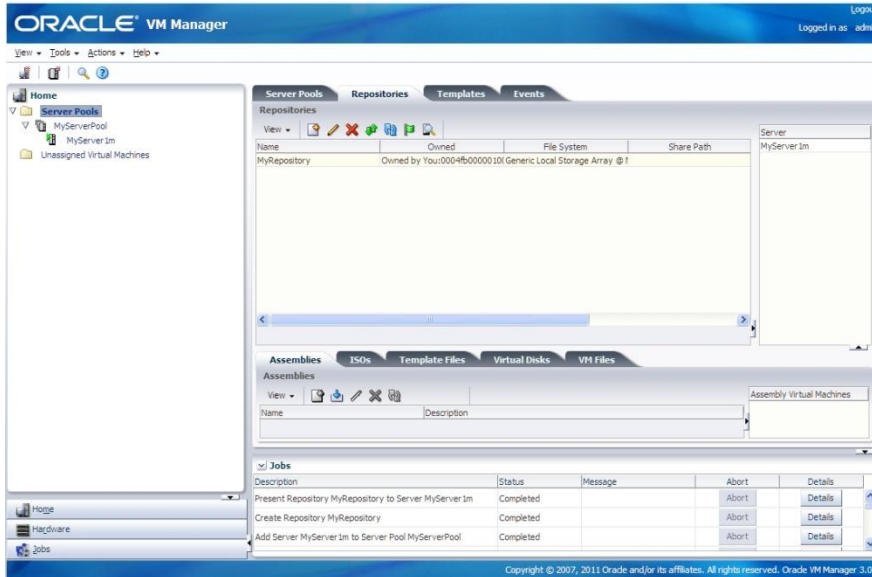 ORACLE VM Manager
Logou
Logged in as adm
View Tools Actions Help
Home
Server Pools
MyServerPool
MyServer1m
Unassigned Virtual Machines
Home
Hardware
Jobs
Server Pools Repositories Templates Events
Repositories
View
Name Owned File System Share Path
MyRepository Owned by You:0004fb0000010( Generic Local Storage Array @ f
Server
MyServer1m
Assemblies ISOs Template Files Virtual Disks VM Files
Assemblies
View
Name Description
Assembly Virtual Machines
Jobs
Description Status Message Abort Details
Present Repository MyRepository to Server MyServer1m Completed Abort Details
Create Repository MyRepository Completed Abort Details
Add Server MyServer1m to Server Pool MyServerPool Completed Abort Details
Copyright © 2007, 2011 Oracle and/or its affiliates. All rights reserved. Oracle VM Manager 3.0